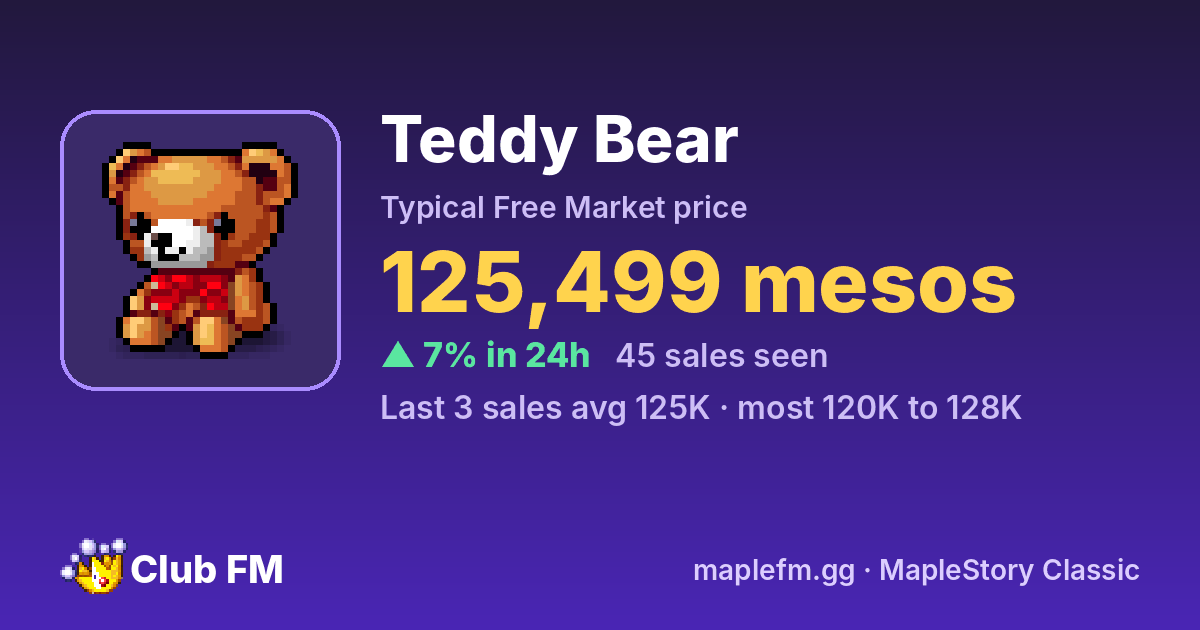 Teddy Bear
Typical Free Market price
125,499 mesos
▲ 7% in 24h 45 sales seen
Last 3 sales avg 125K · most 120K to 128K
Club FM
maplefm.gg · MapleStory Classic